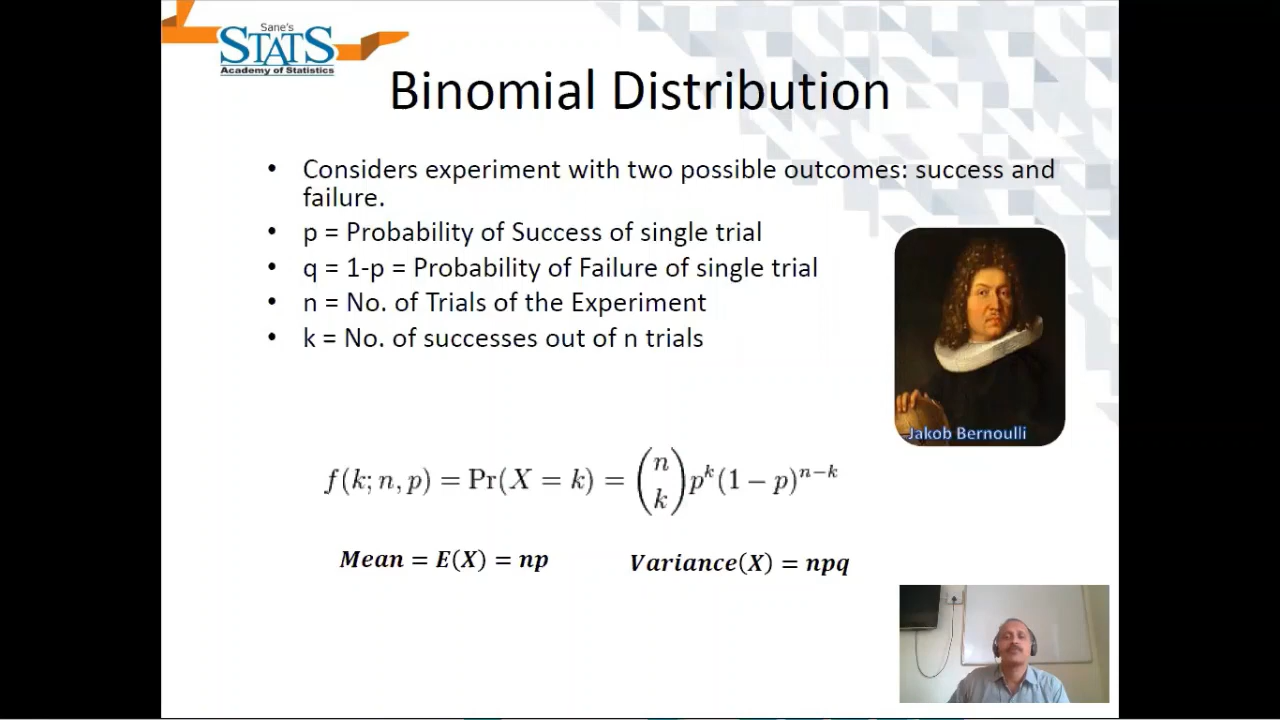 Sane's
STATS
Academy of Statistics
Binomial Distribution
• Considers experiment with two possible outcomes: success and
failure.
• p = Probability of Success of single trial
• q = 1-p = Probability of Failure of single trial
• n = No. of Trials of the Experiment
• k = No. of successes out of n trials
Jakob Bernoulli
f(k; n, p) = Pr(X = k) = (n k) p^k (1 − p)^{n−k}
Mean = E(X) = np
Variance(X) = npq